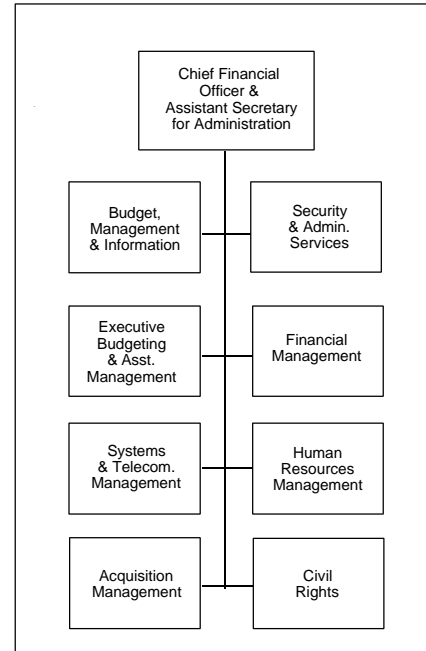 Chief Financial
Officer &
Assistant Secretary
for Administration
Budget,
Management
& Information
Security
& Admin.
Services
Executive
Budgeting
& Asst.
Management
Financial
Management
Systems
& Telecom.
Management
Human
Resources
Management
Acquisition
Management
Civil
Rights